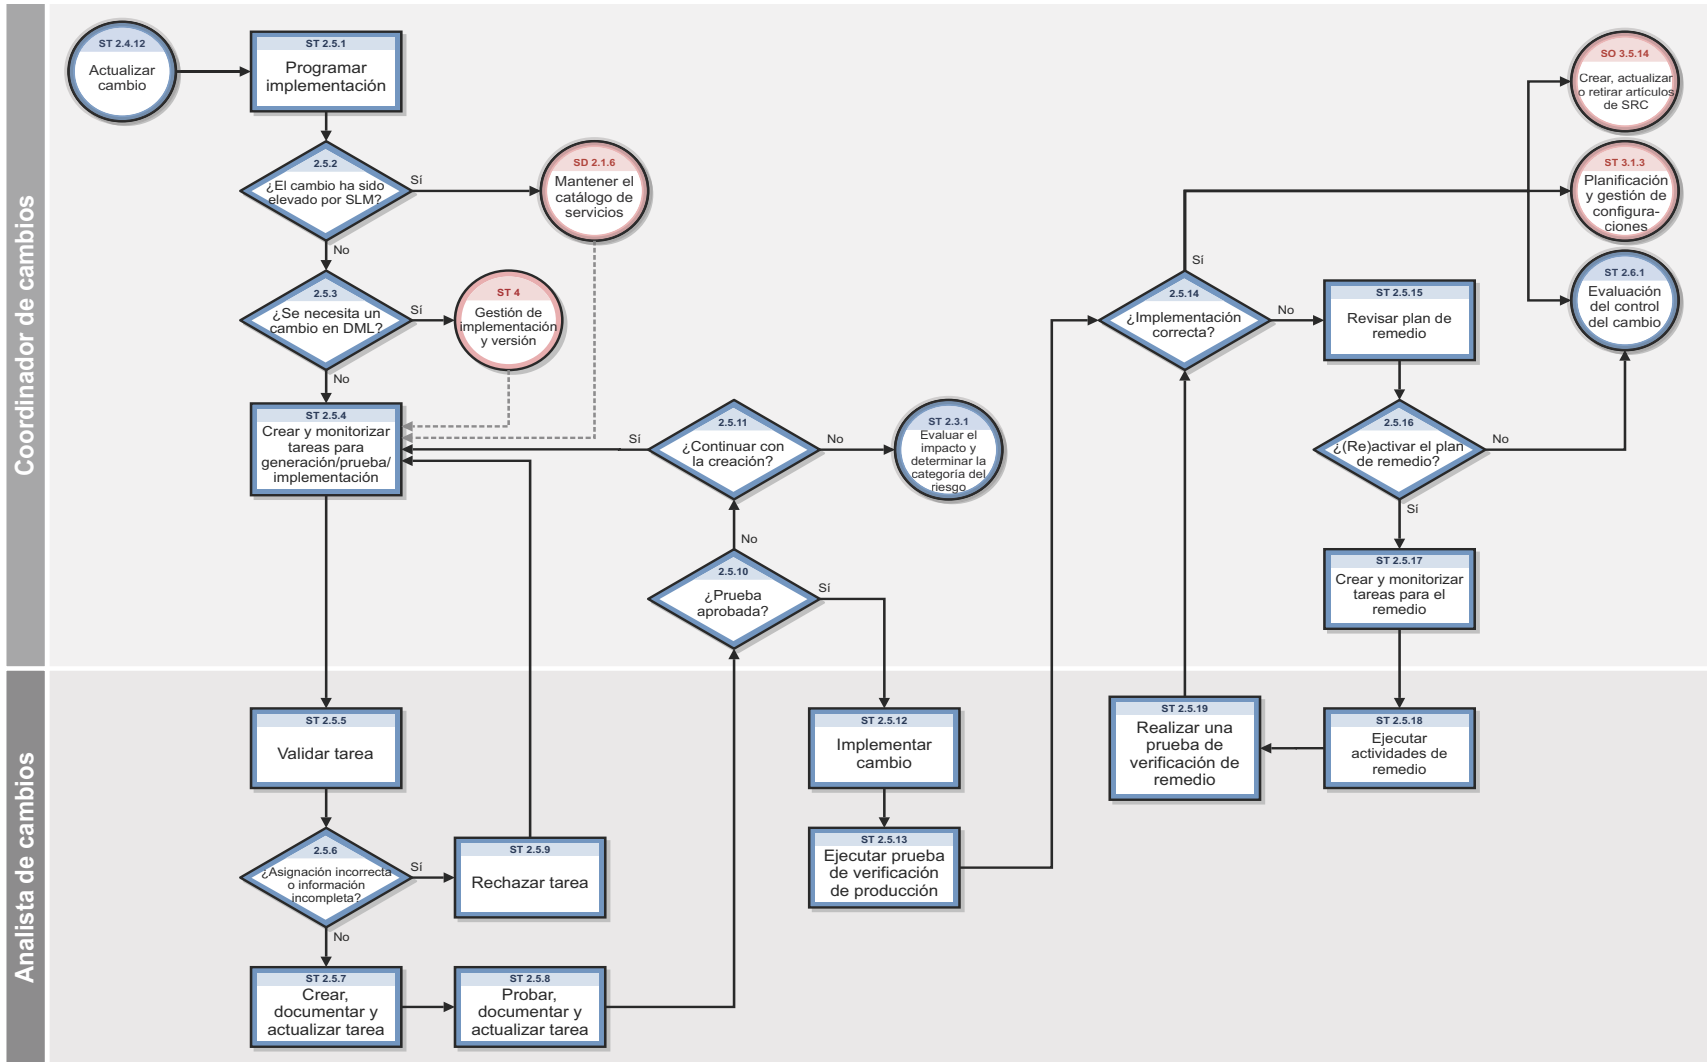 Coordinador de cambios
ST 2.4.12
Actualizar
cambio
ST 2.5.1
Programar
implementación
2.5.2
¿El cambo ha sido
elevado por SLM?
Sí
No
SD 2.1.6
Mantener el
catálogo de
servicios
2.5.3
¿Se necesita un
cambio en DML?
Sí
No
ST 4
Gestión de
implementación
y versión
ST 2.5.4
Crear y monitorizar
tareas para
generación/prueba/
implementación
2.5.11
¿Continuar con
la creación?
Sí
No
ST 2.3.1
Evaluar el
impacto y
determinar la
categoría del
riesgo
2.5.10
¿Prueba
aprobada?
No
Sí
2.5.14
¿Implementación
correcta?
Sí
No
SO 3.5.14
Crear, actualizar
o retirar artículos
de SRC
ST 3.1.3
Planificación
y gestión de
configura-
ciones
ST 2.6.1
Evaluación
del control
del cambio
ST 2.5.15
Revisar plan de
remedio
2.5.16
¿(Re)activar el plan
de remedio?
No
Sí
ST 2.5.17
Crear y monitorizar
tareas para el
remedio
Analista de cambios
ST 2.5.5
Validar tarea
2.5.6
¿Asignación incorrecta
o información
incompleta?
Sí
No
ST 2.5.9
Rechazar tarea
ST 2.5.7
Crear,
documentar y
actualizar tarea
ST 2.5.8
Probar,
documentar y
actualizar tarea
ST 2.5.12
Implementar
cambio
ST 2.5.13
Ejecutar prueba
de verificación
de producción
ST 2.5.19
Realizar una
prueba de
verificación de
remedio
ST 2.5.18
Ejecutar
actividades de
remedio